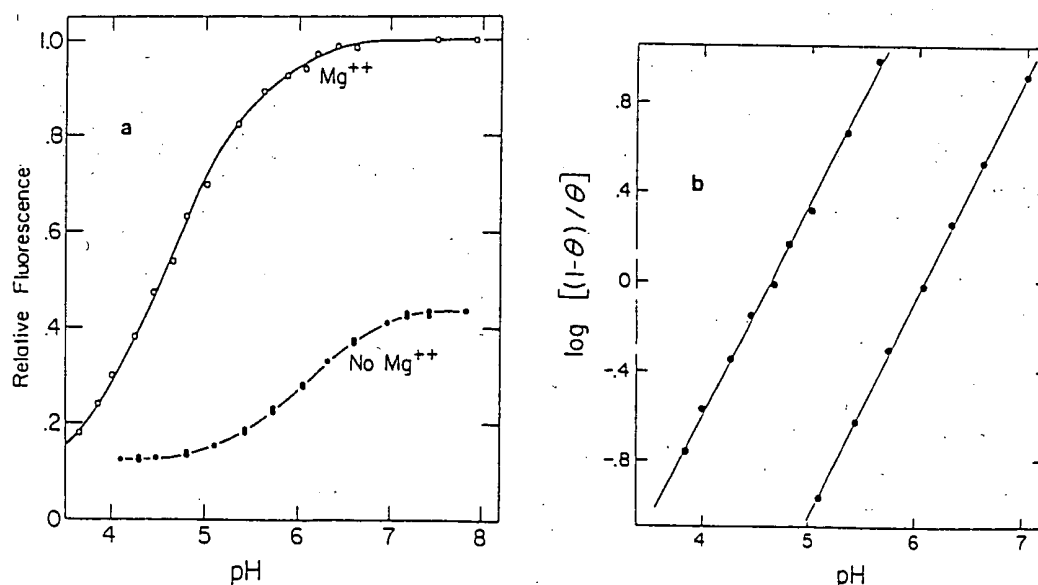 Relative Fluorescence
1.0
.8
.6
.4
.2
0
a
Mg++
No Mg++
4 5 6 7 8
pH
log [(1-θ)/θ]
.8
.4
0
-.4
-.8
b
4 5 6 7
pH